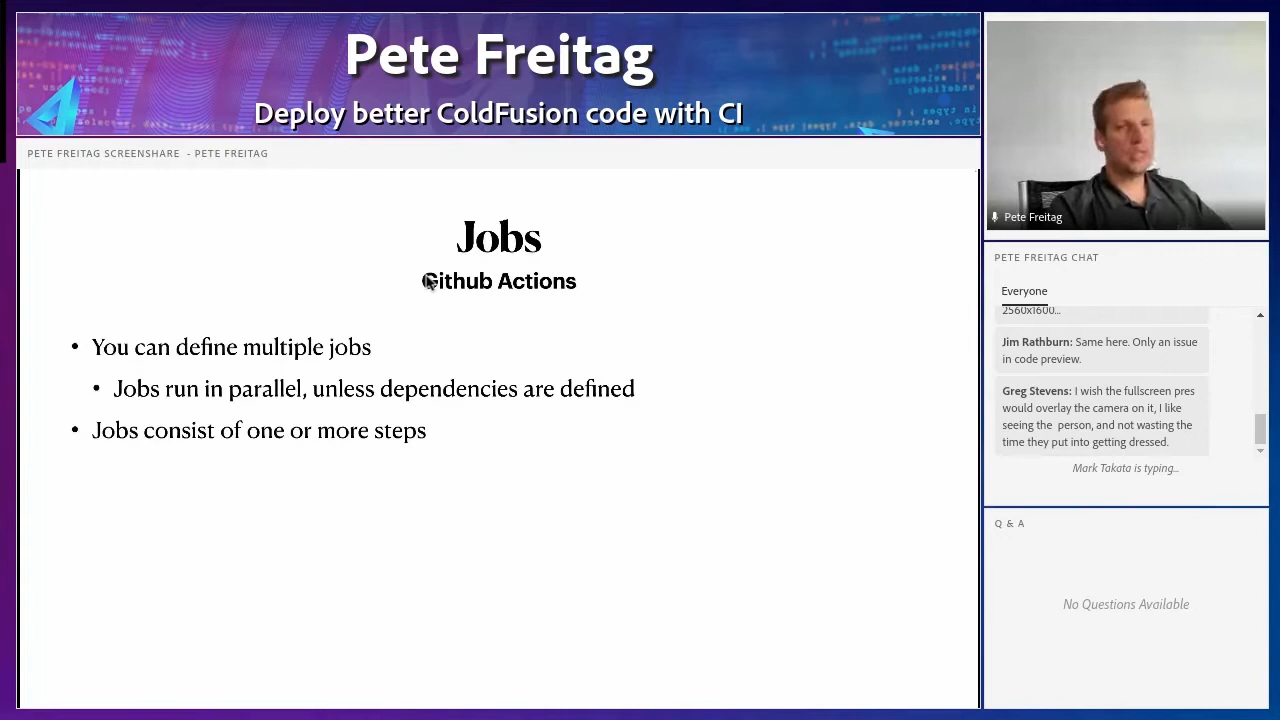 Pete Freitag
Deploy better ColdFusion code with CI
PETE FREITAG SCREENSHARE - PETE FREITAG
Jobs
Github Actions
• You can define multiple jobs
• Jobs run in parallel, unless dependencies are defined
• Jobs consist of one or more steps
Pete Freitag
PETE FREITAG CHAT
Everyone
2560x1600...
Jim Rathburn: Same here. Only an issue
in code preview.
Greg Stevens: I wish the fullscreen pres
would overlay the camera on it, I like
seeing the person, and not wasting the
time they put into getting dressed.
Mark Takata is typing...
Q & A
No Questions Available